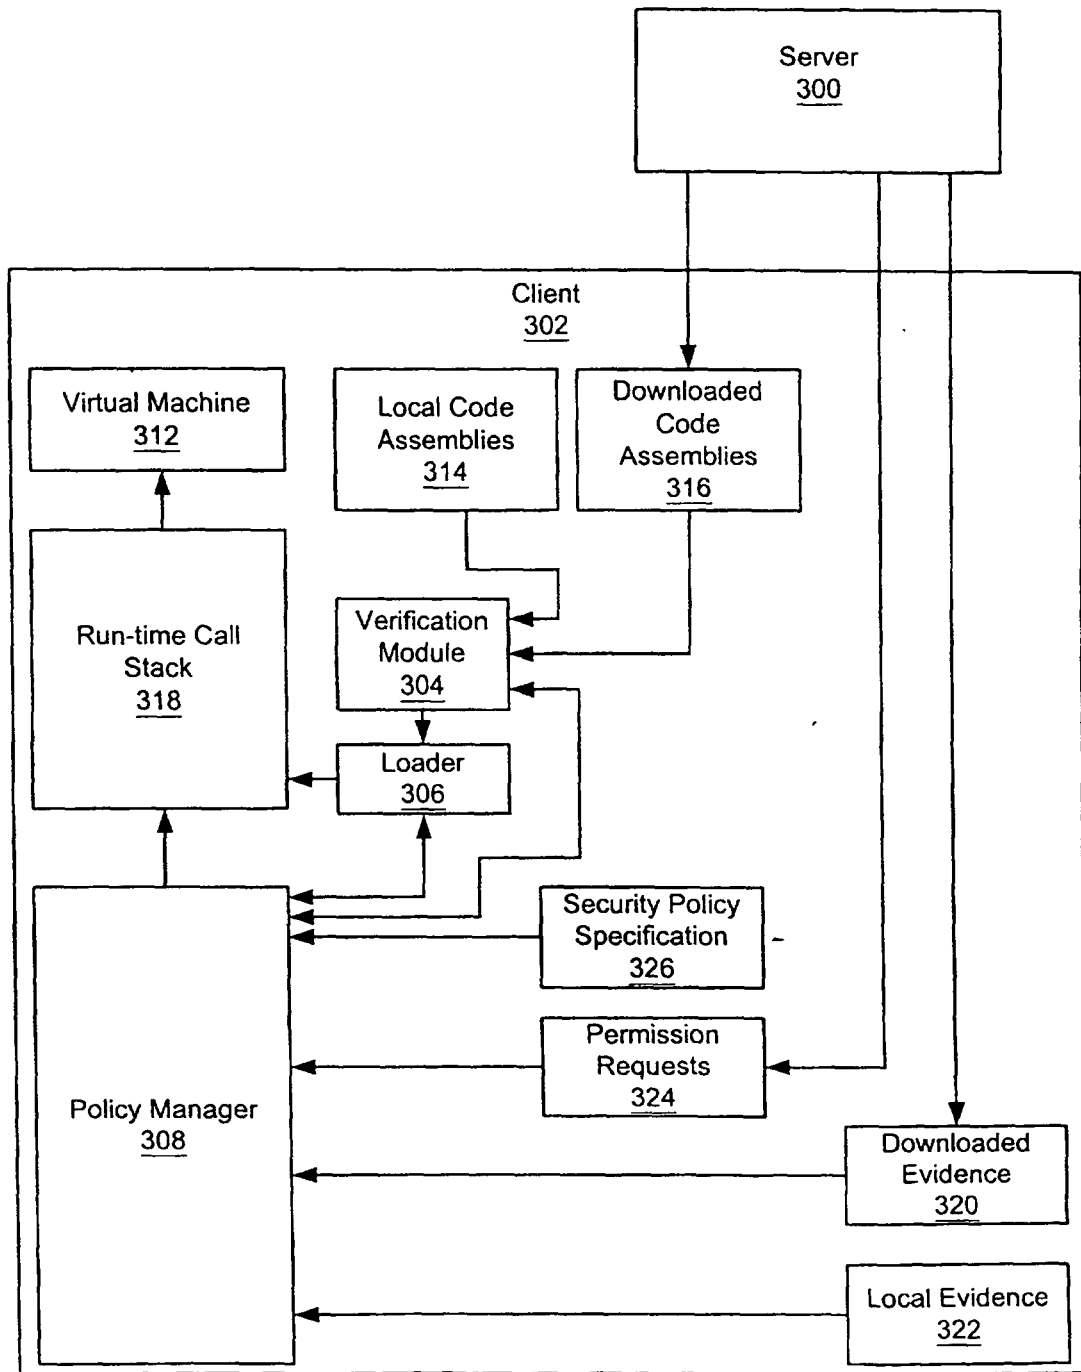 Server
300
Client
302
Virtual Machine
312
Local Code
Assemblies
314
Downloaded
Code
Assemblies
316
Run-time Call
Stack
318
Verification
Module
304
Loader
306
Security Policy
Specification
326
Permission
Requests
324
Policy Manager
308
Downloaded
Evidence
320
Local Evidence
322